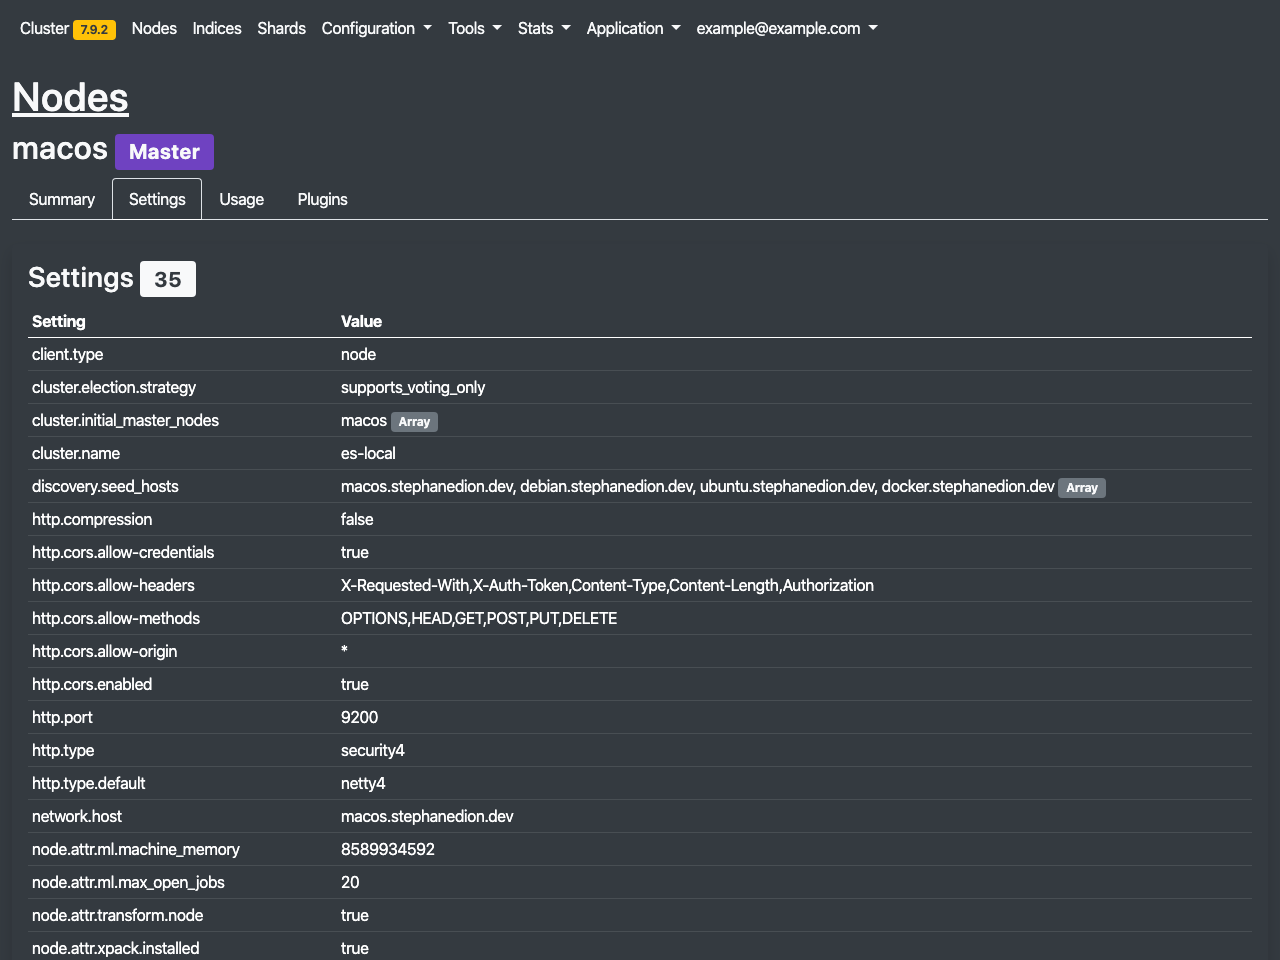 Cluster 7.9.2 Nodes Indices Shards Configuration Tools Stats Application example@example.com
Nodes
macos Master
Summary Settings Usage Plugins
Settings 35
Setting Value
client.type node
cluster.election.strategy supports_voting_only
cluster.initial_master_nodes macos Array
cluster.name es-local
discovery.seed_hosts macos.stephanedion.dev, debian.stephanedion.dev, ubuntu.stephanedion.dev, docker.stephanedion.dev Array
http.compression false
http.cors.allow-credentials true
http.cors.allow-headers X-Requested-With,X-Auth-Token,Content-Type,Content-Length,Authorization
http.cors.allow-methods OPTIONS,HEAD,GET,POST,PUT,DELETE
http.cors.allow-origin *
http.cors.enabled true
http.port 9200
http.type security4
http.type.default netty4
network.host macos.stephanedion.dev
node.attr.ml.machine_memory 8589934592
node.attr.ml.max_open_jobs 20
node.attr.transform.node true
node.attr.xpack.installed true